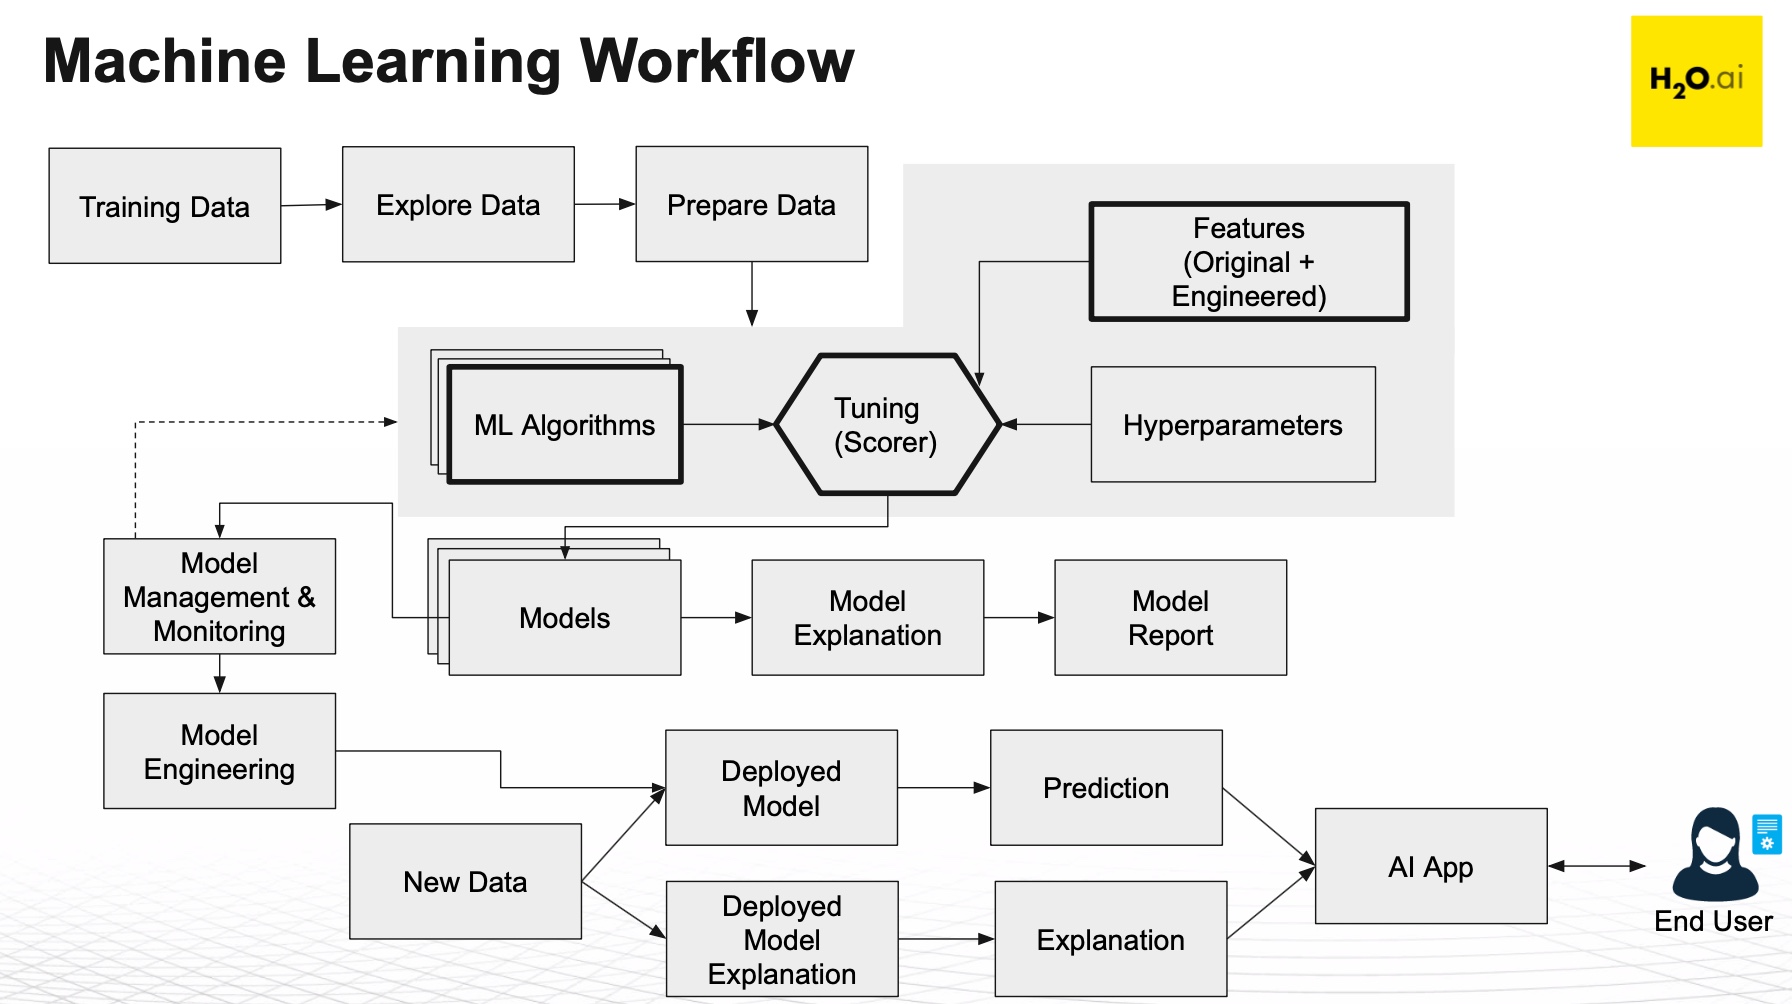 Machine Learning Workflow
H2O.ai
Training Data
Explore Data
Prepare Data
Features
(Original +
Engineered)
ML Algorithms
Tuning
(Scorer)
Hyperparameters
Model
Management &
Monitoring
Models
Model
Explanation
Model
Report
Model
Engineering
Deployed
Model
Prediction
New Data
AI App
Deployed
Model
Explanation
Explanation
End User